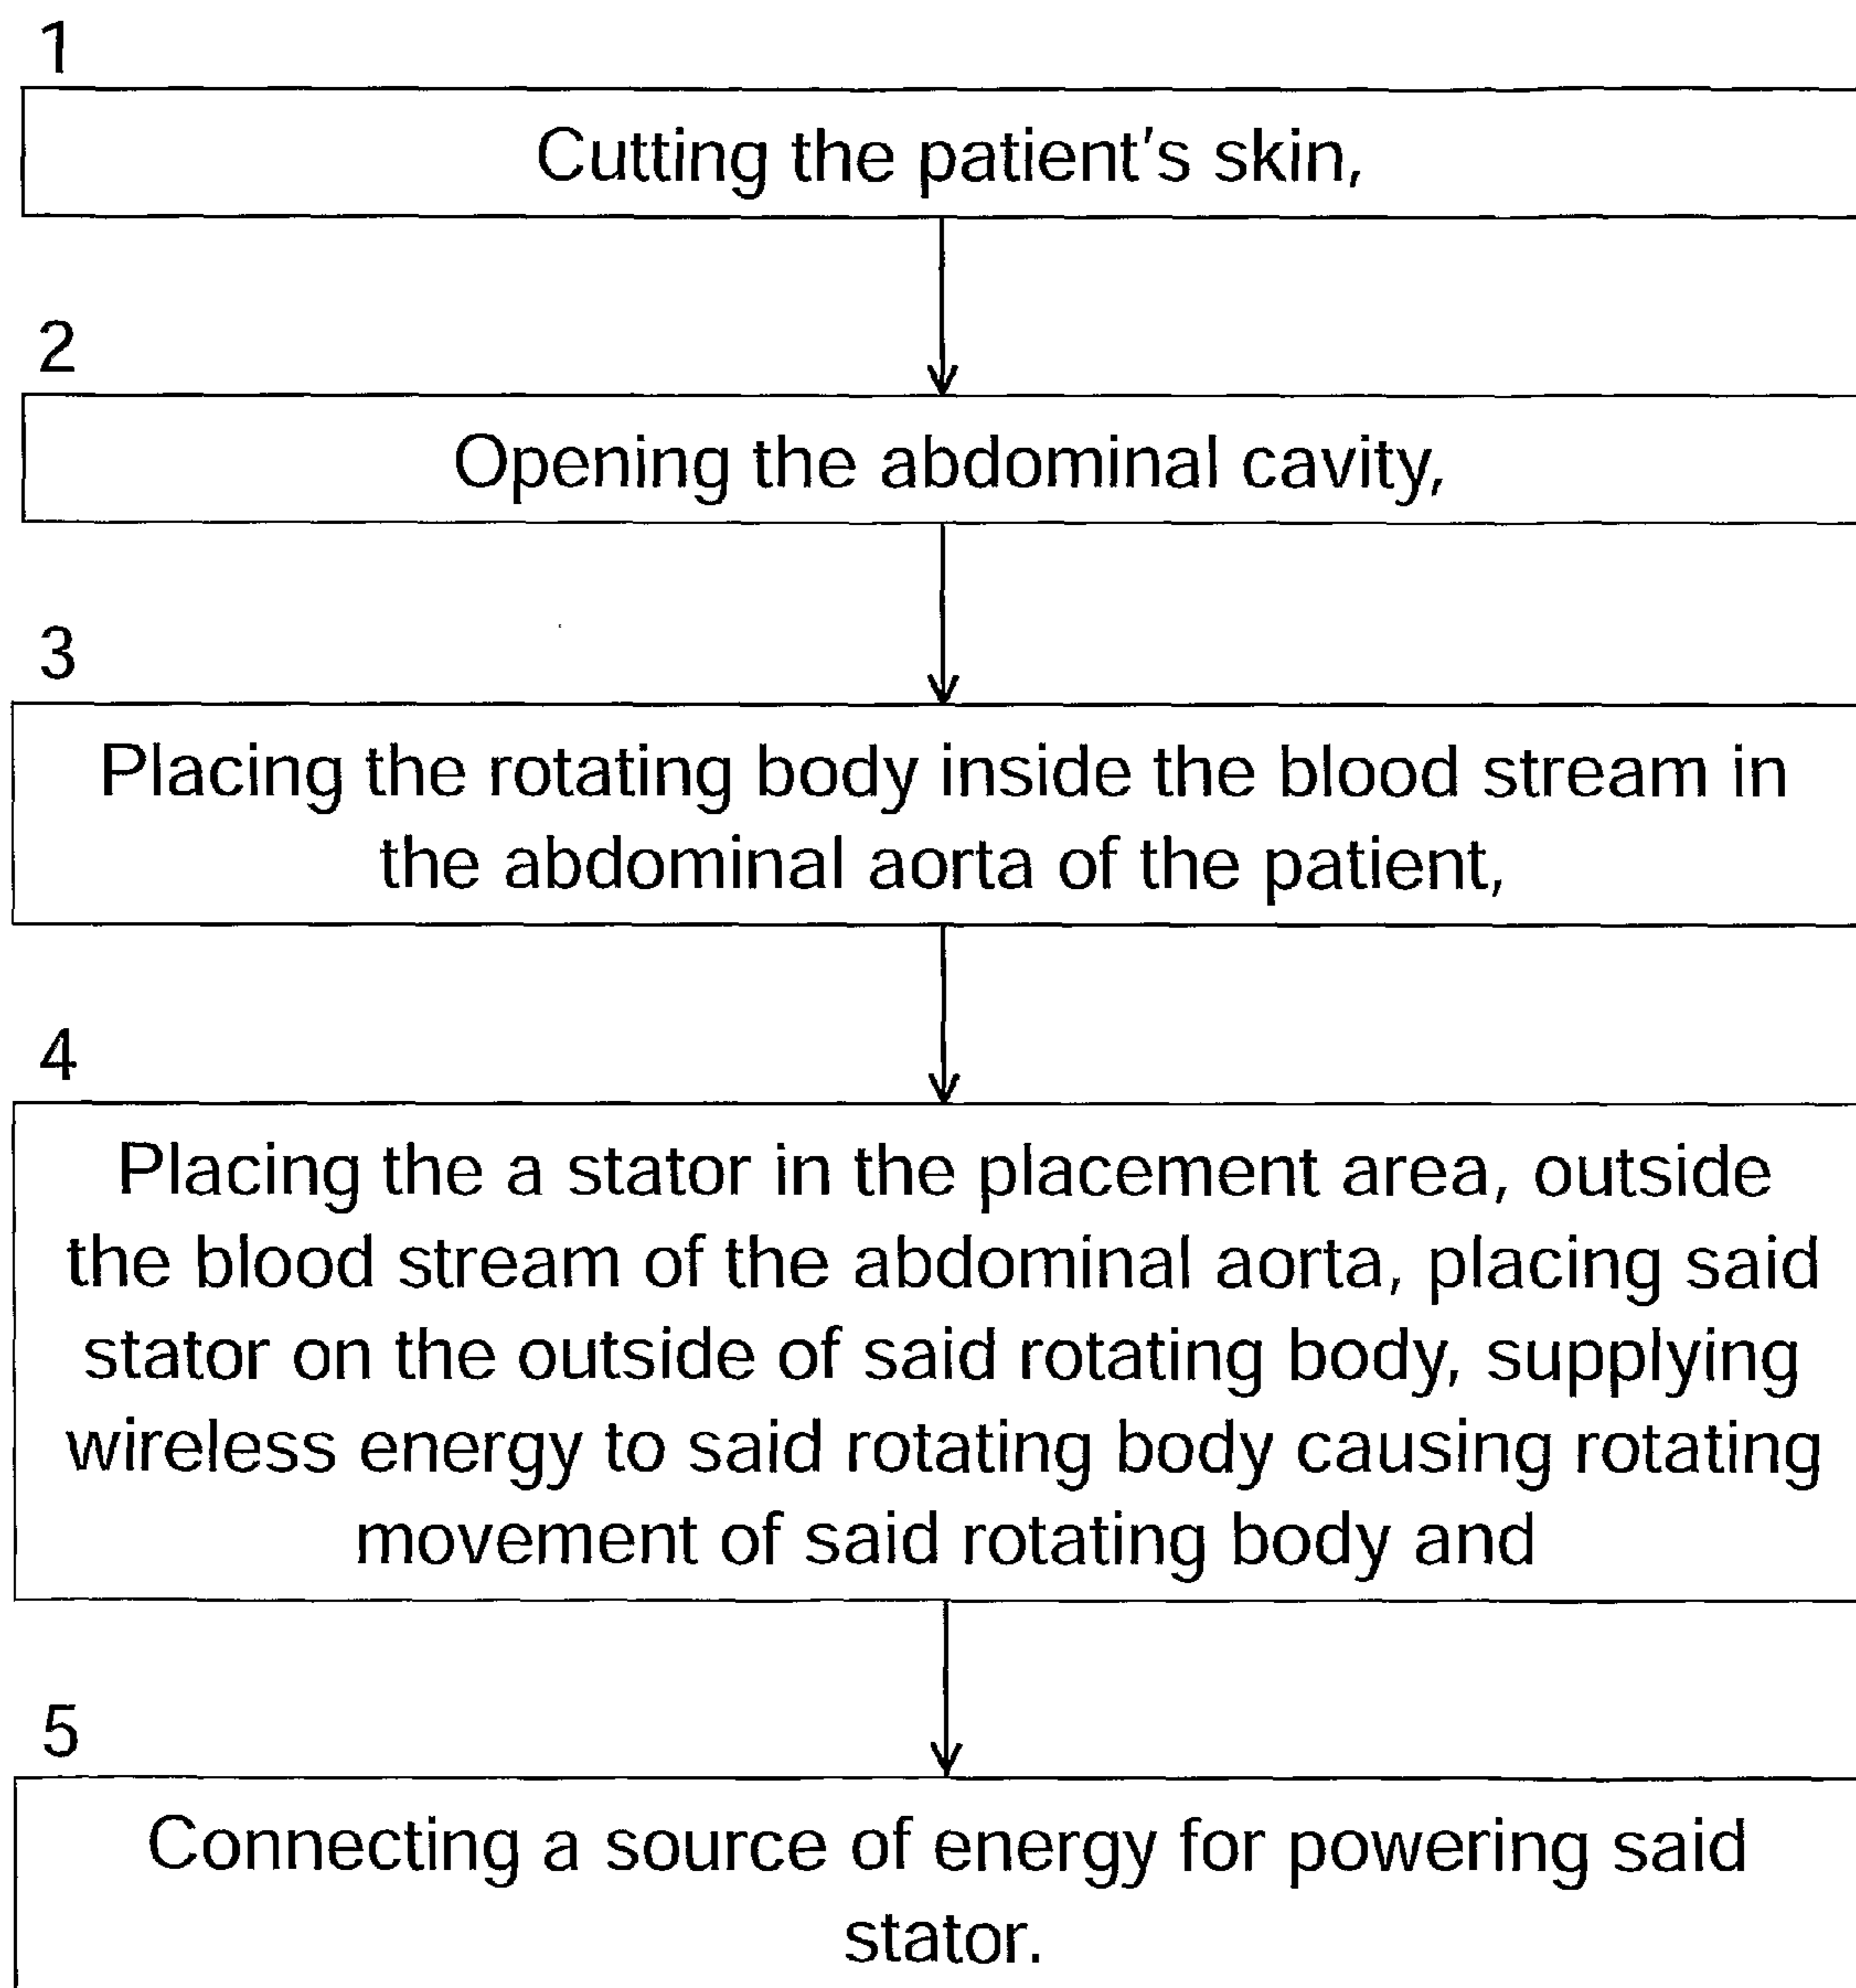 1
Cutting the patient's skin,
2
Opening the abdominal cavity,
3
Placing the rotating body inside the blood stream in
the abdominal aorta of the patient,
4
Placing the a stator in the placement area, outside
the blood stream of the abdominal aorta, placing said
stator on the outside of said rotating body, supplying
wireless energy to said rotating body causing rotating
movement of said rotating body and
5
Connecting a source of energy for powering said
stator.